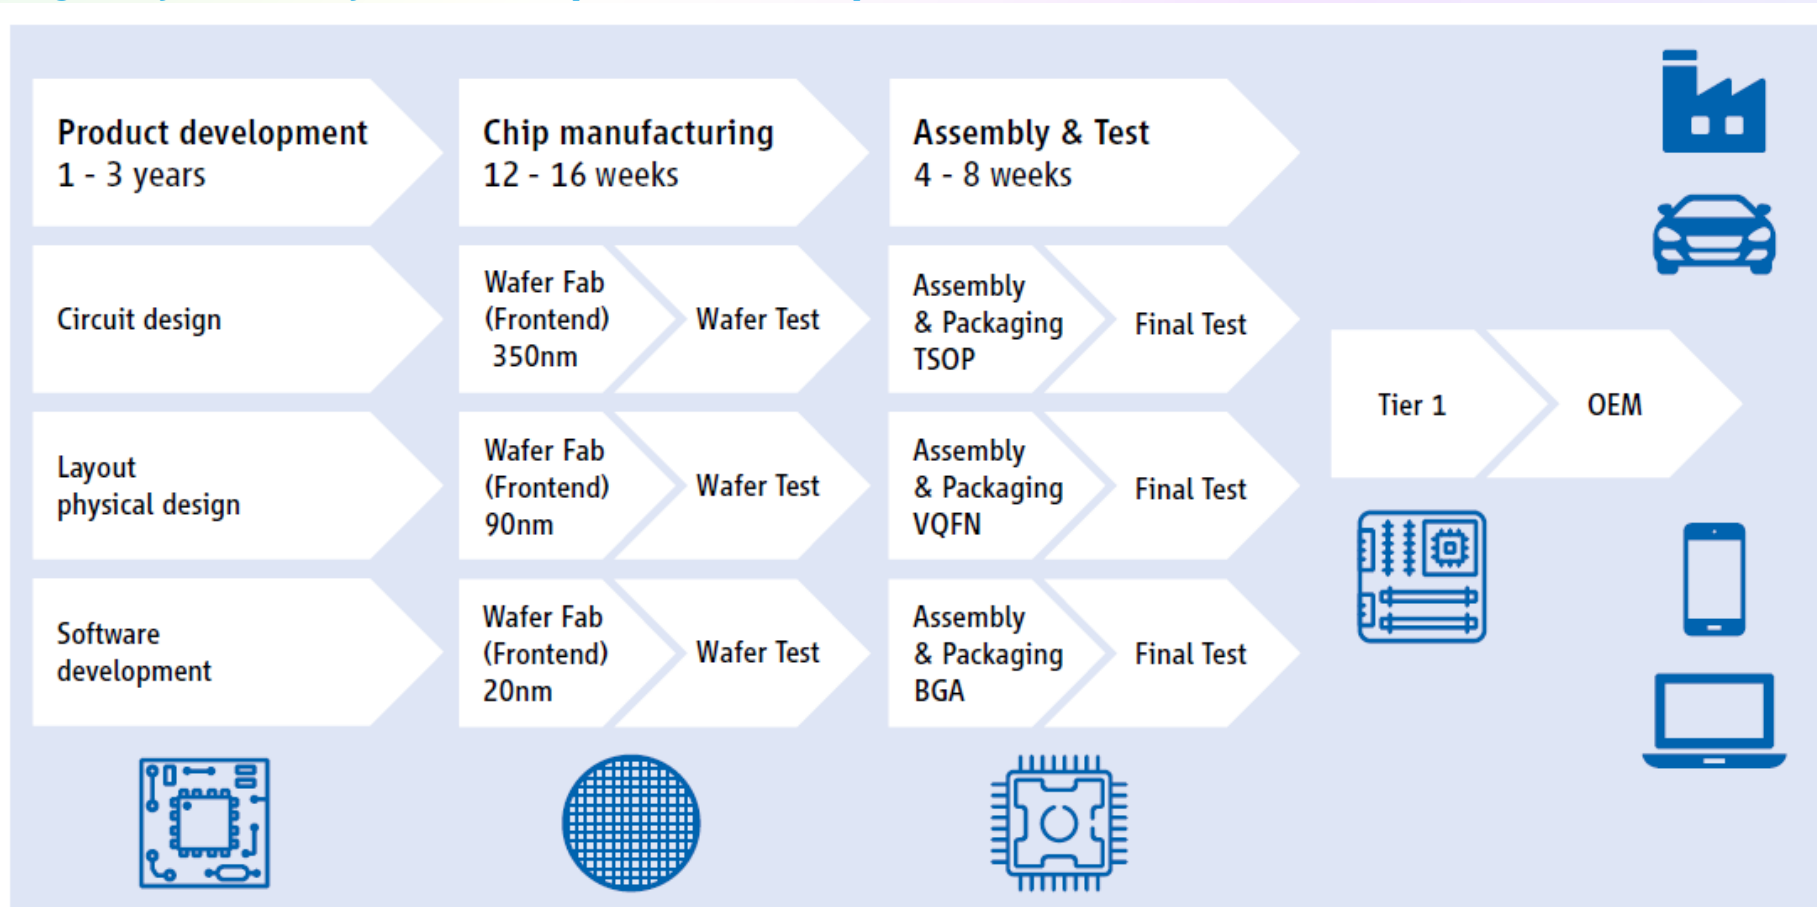 Product development
1 - 3 years
Chip manufacturing
12 - 16 weeks
Assembly & Test
4 - 8 weeks
Circuit design
Wafer Fab
(Frontend)
350nm
Wafer Test
Assembly
& Packaging
TSOP
Final Test
Layout
physical design
Wafer Fab
(Frontend)
90nm
Wafer Test
Assembly
& Packaging
VQFN
Final Test
Software
development
Wafer Fab
(Frontend)
20nm
Wafer Test
Assembly
& Packaging
BGA
Final Test
Tier 1
OEM